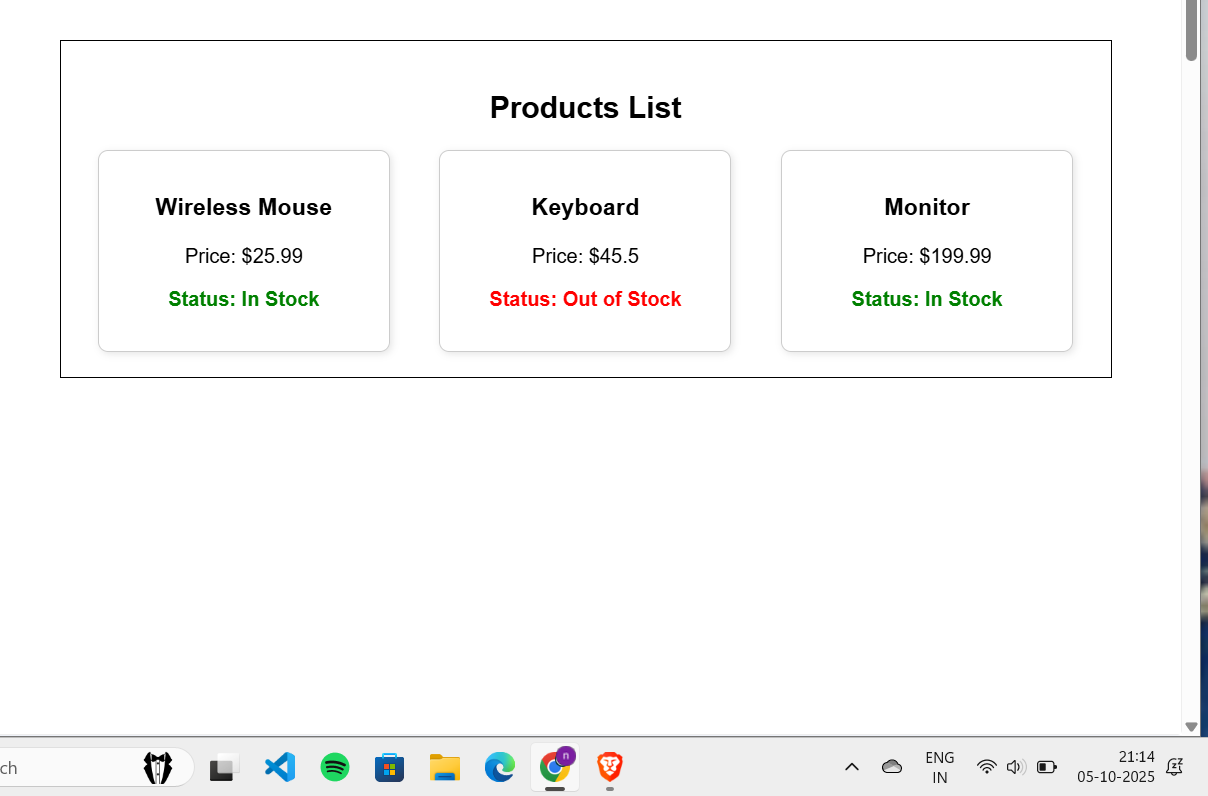 Products List
Wireless Mouse
Price: $25.99
Status: In Stock
Keyboard
Price: $45.5
Status: Out of Stock
Monitor
Price: $199.99
Status: In Stock
ch
n
ENG
IN
21:14
05-10-2025